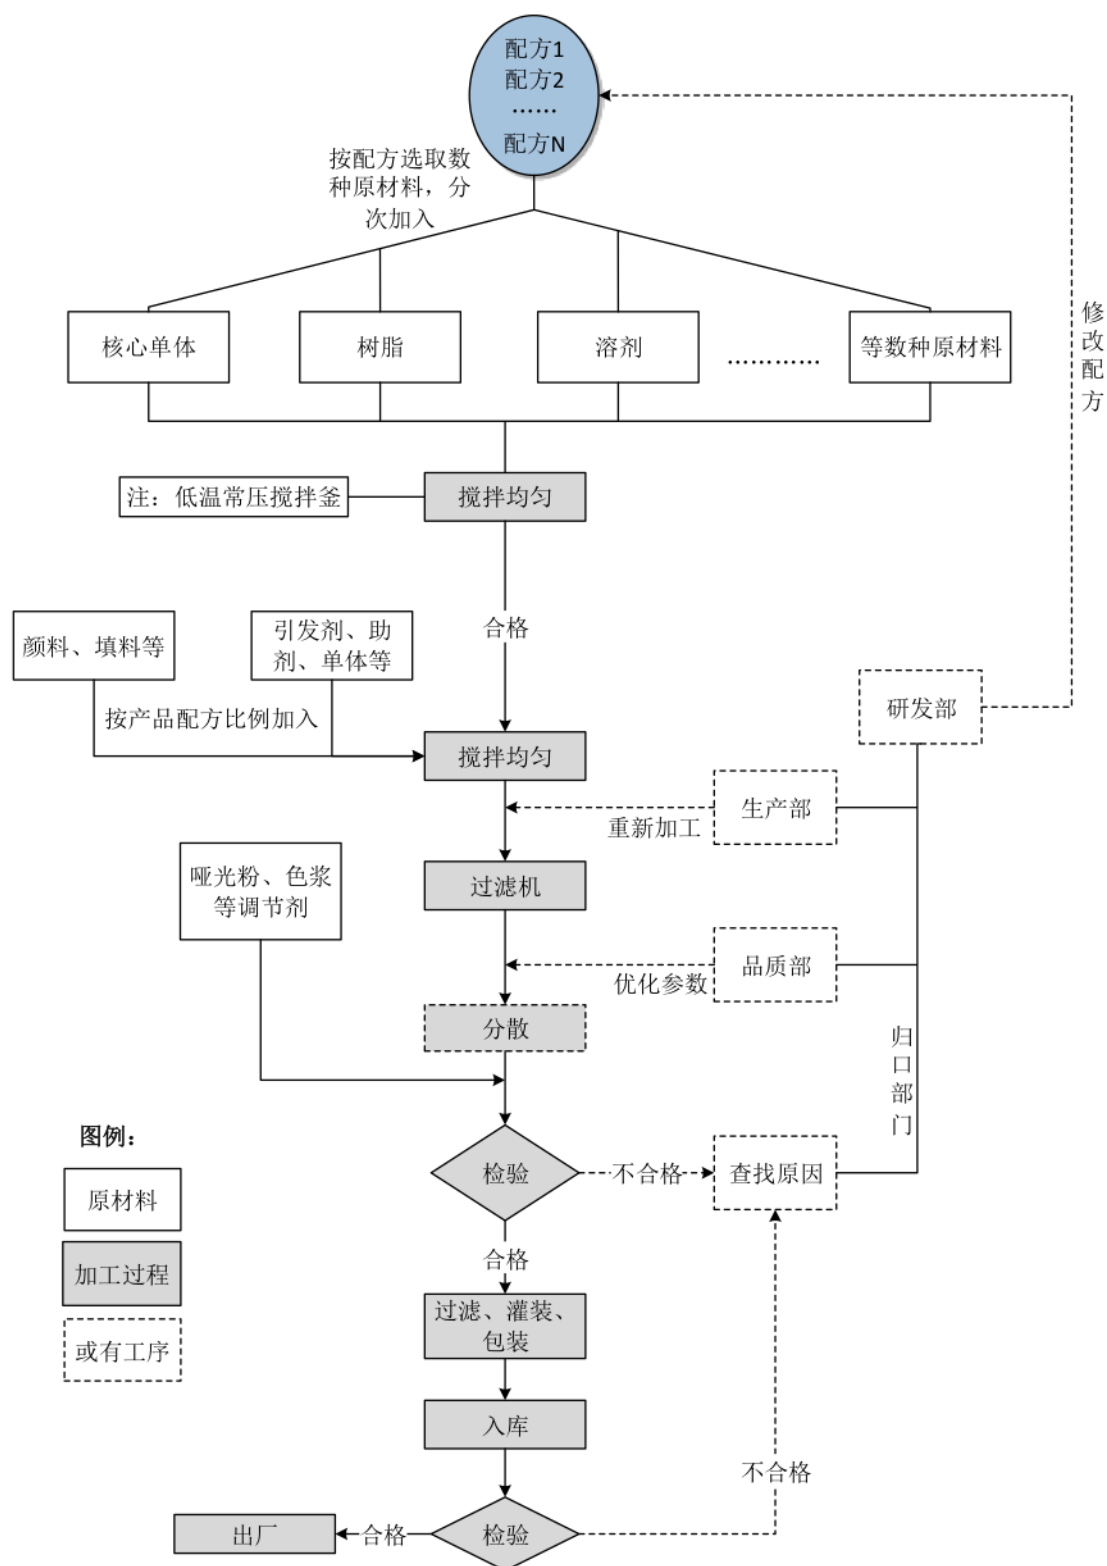 配方1
配方2
……
配方N
按配方选取数
种原材料，分
次加入
核心单体
树脂
溶剂
…………
等数种原材料
修改配方
注：低温常压搅拌釜
搅拌均匀
合格
颜料、填料等
引发剂、助
剂、单体等
按产品配方比例加入
搅拌均匀
研发部
生产部
重新加工
过滤机
哑光粉、色浆
等调节剂
品质部
优化参数
分散
归口部门
检验
不合格
查找原因
合格
图例：
原材料
加工过程
或有工序
过滤、灌装、
包装
入库
不合格
检验
合格
出厂